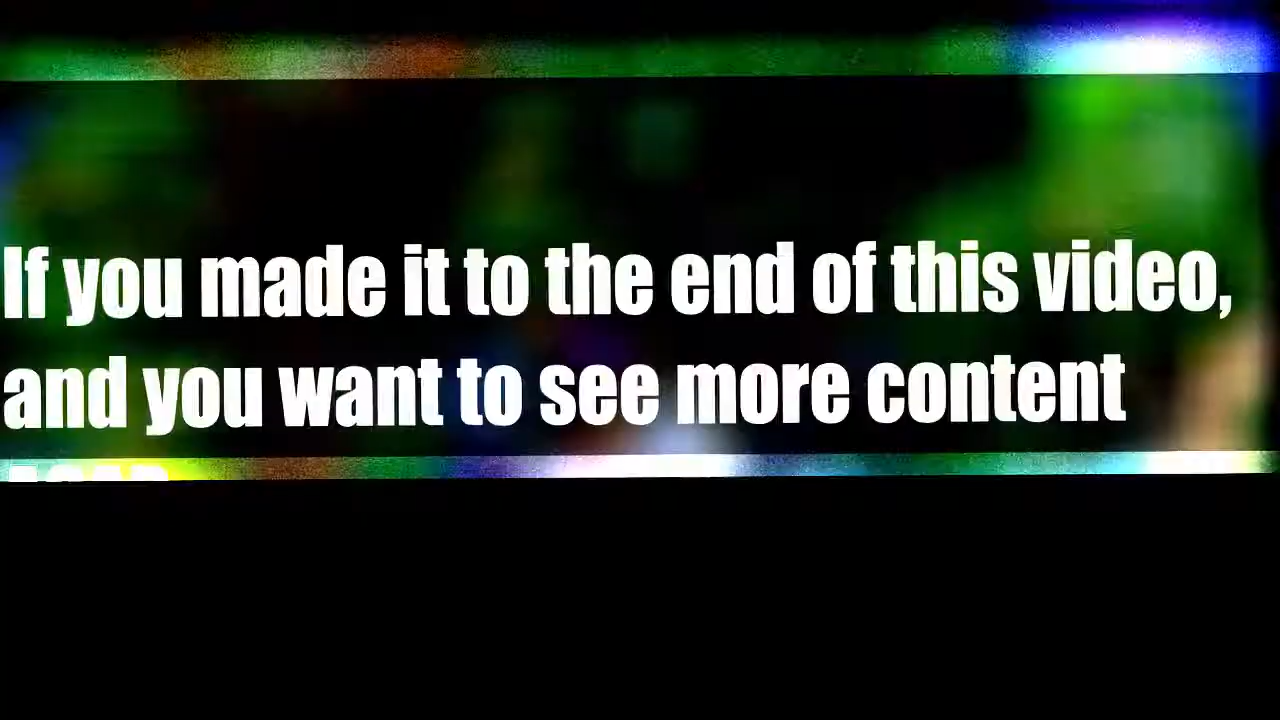 If you made it to the end of this video,
and you want to see more content